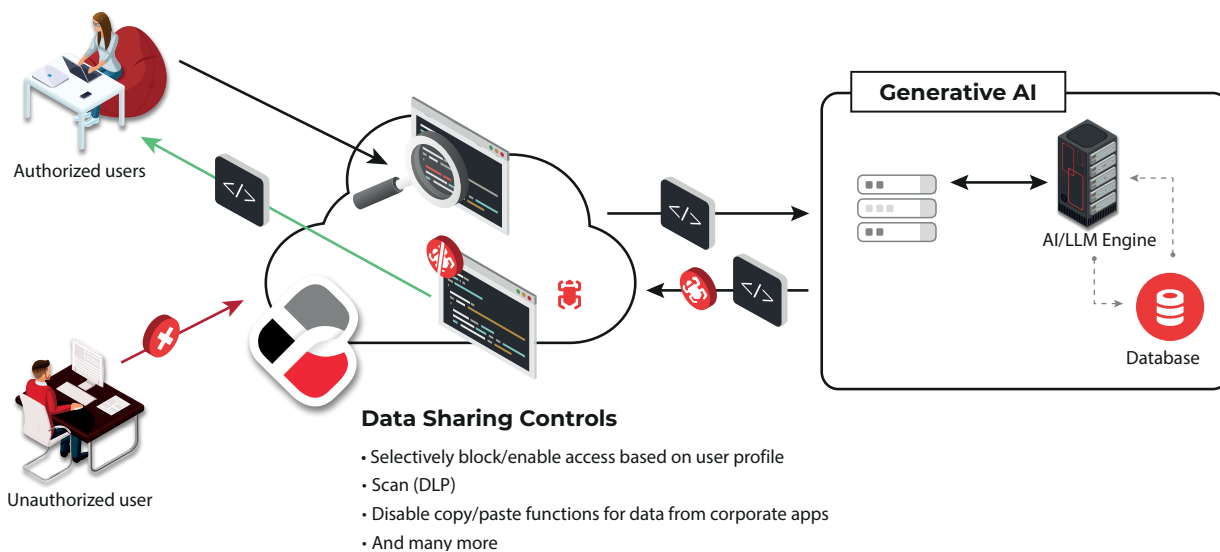 Generative AI
Authorized users
</>
</>
AI/LLM Engine
</>
Database
Unauthorized user
Data Sharing Controls
• Selectively block/enable access based on user profile
• Scan (DLP)
• Disable copy/paste functions for data from corporate apps
• And many more